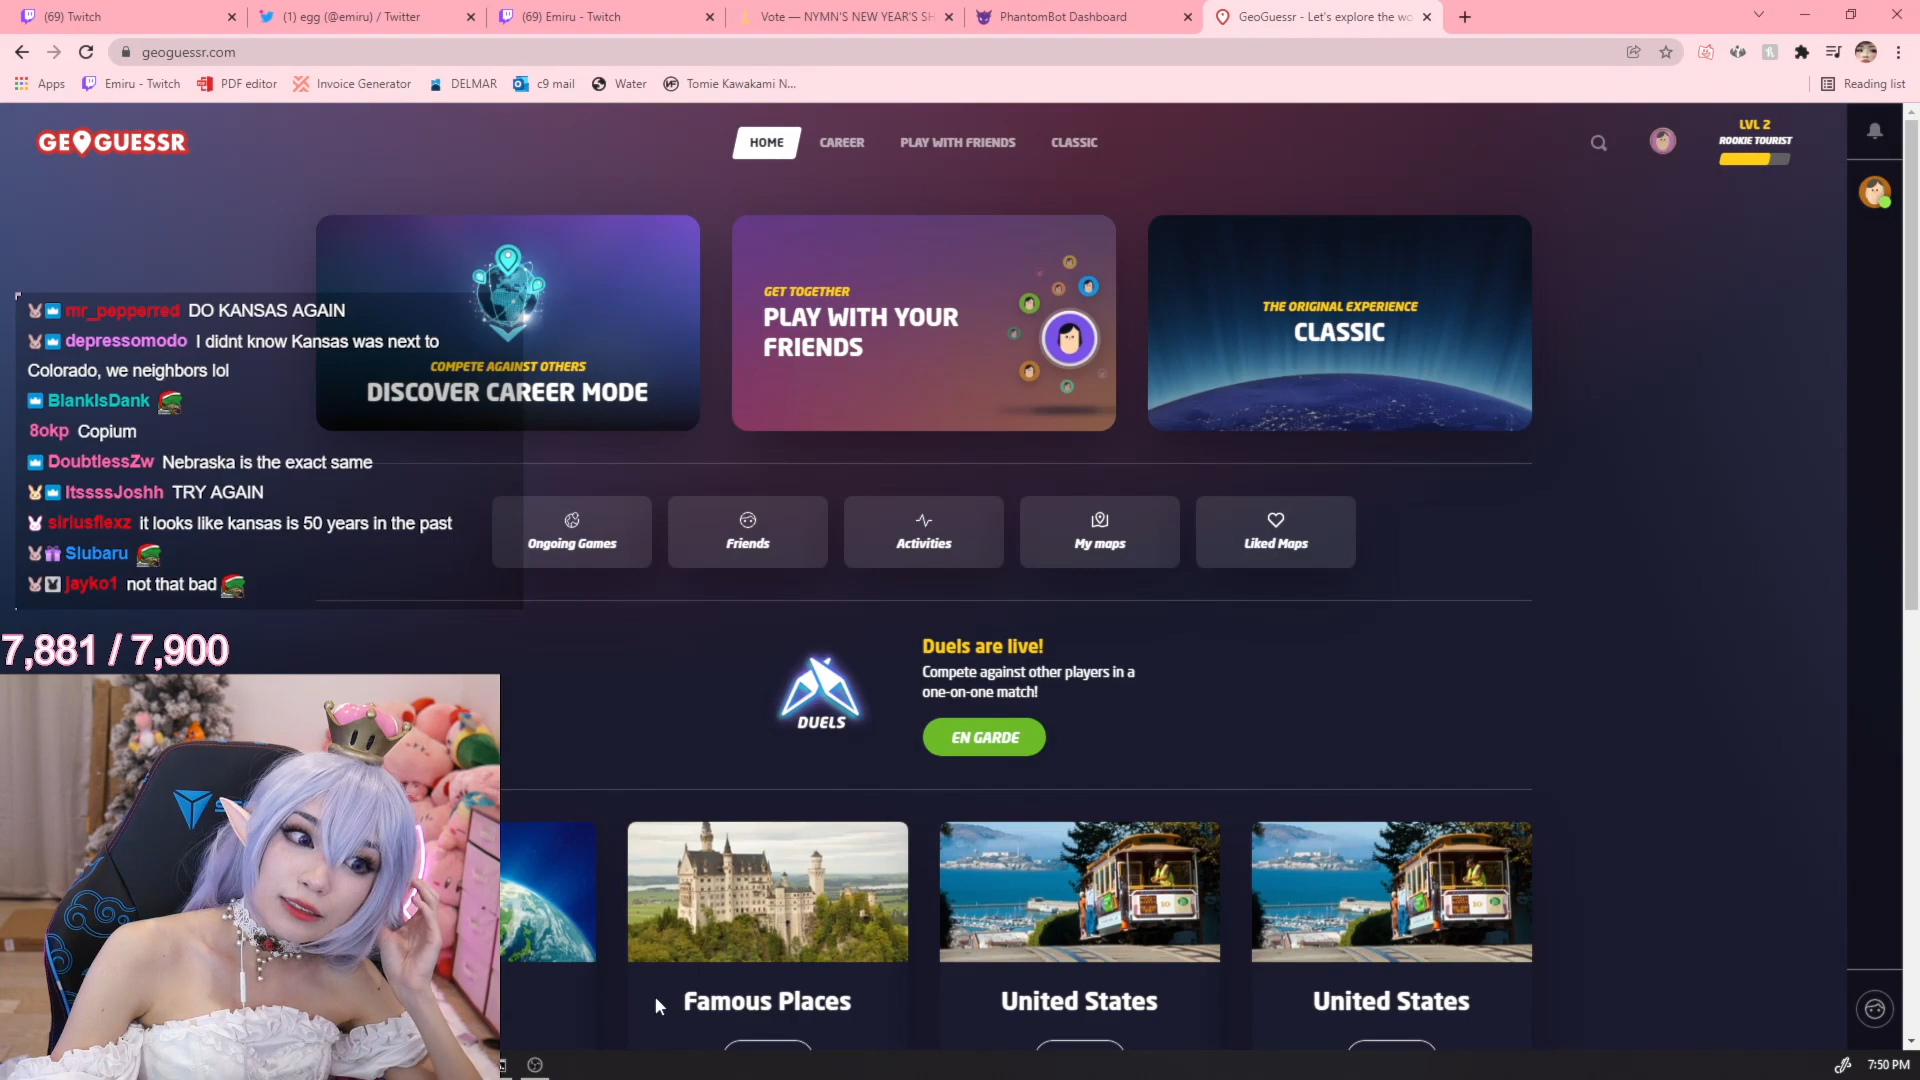 (69) Twitch
(1) egg (@emiru) / Twitter
(69) Emiru - Twitch
Vote — NYMN'S NEW YEAR'S SH
PhantomBot Dashboard
GeoGuessr - Let's explore the wo
geoguessr.com
Apps
Emiru - Twitch
PDF editor
Invoice Generator
DELMAR
c9 mail
Water
Tomie Kawakami N...
Reading list
GEOGUESSR
HOME
CAREER
PLAY WITH FRIENDS
CLASSIC
LVL 2
ROOKIE TOURIST
COMPETE AGAINST OTHERS
DISCOVER CAREER MODE
GET TOGETHER
PLAY WITH YOUR
FRIENDS
THE ORIGINAL EXPERIENCE
CLASSIC
mr_pepperred DO KANSAS AGAIN
depressomodo I didnt know Kansas was next to
Colorado, we neighbors lol
BlankIsDank
8okp Copium
DoubtlessZw Nebraska is the exact same
ItssssJoshh TRY AGAIN
siriusflexz it looks like kansas is 50 years in the past
Slubaru
jayko1 not that bad
Ongoing Games
Friends
Activities
My maps
Liked Maps
7,881 / 7,900
DUELS
Duels are live!
Compete against other players in a
one-on-one match!
EN GARDE
Famous Places
United States
United States
7:50 PM